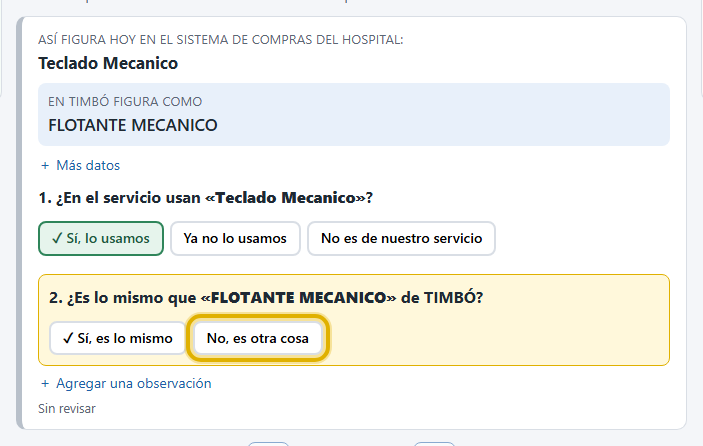 ASÍ FIGURA HOY EN EL SISTEMA DE COMPRAS DEL HOSPITAL:
Teclado Mecanico
EN TIMBÓ FIGURA COMO
FLOTANTE MECANICO
+ Más datos
1. ¿En el servicio usan «Teclado Mecanico»?
✓ Sí, lo usamos Ya no lo usamos No es de nuestro servicio
2. ¿Es lo mismo que «FLOTANTE MECANICO» de TIMBÓ?
✓ Sí, es lo mismo No, es otra cosa
+ Agregar una observación
Sin revisar